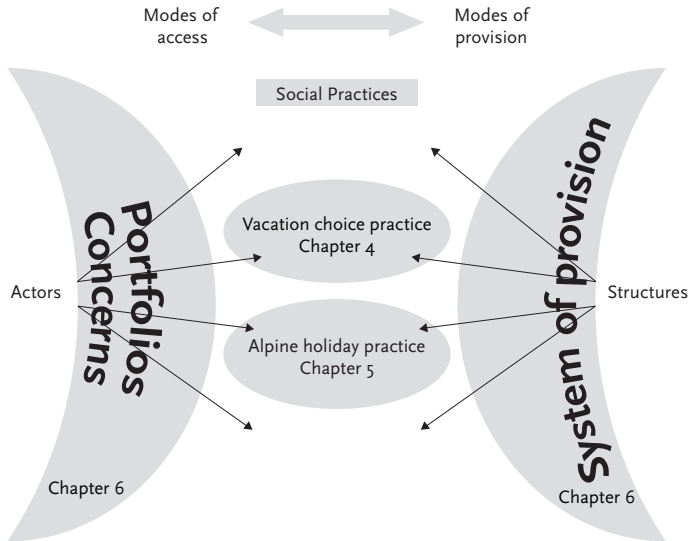 Modes of
access
Modes of
provision
Social Practices
Portfolios
Concerns
System of provision
Vacation choice practice
Chapter 4
Actors
Structures
Alpine holiday practice
Chapter 5
Chapter 6
Chapter 6